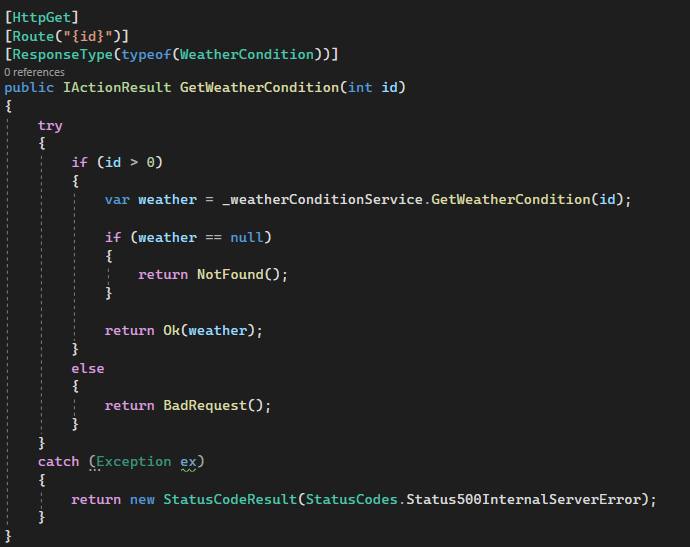 [HttpGet]
[Route("{id}")]
[ResponseType(typeof(WeatherCondition))]
0 references
public IActionResult GetWeatherCondition(int id)
{
try
{
if (id > 0)
{
var weather = _weatherConditionService.GetWeatherCondition(id);
if (weather == null)
{
return NotFound();
}
return Ok(weather);
}
else
{
return BadRequest();
}
}
catch (Exception ex)
{
return new StatusCodeResult(StatusCodes.Status500InternalServerError);
}
}